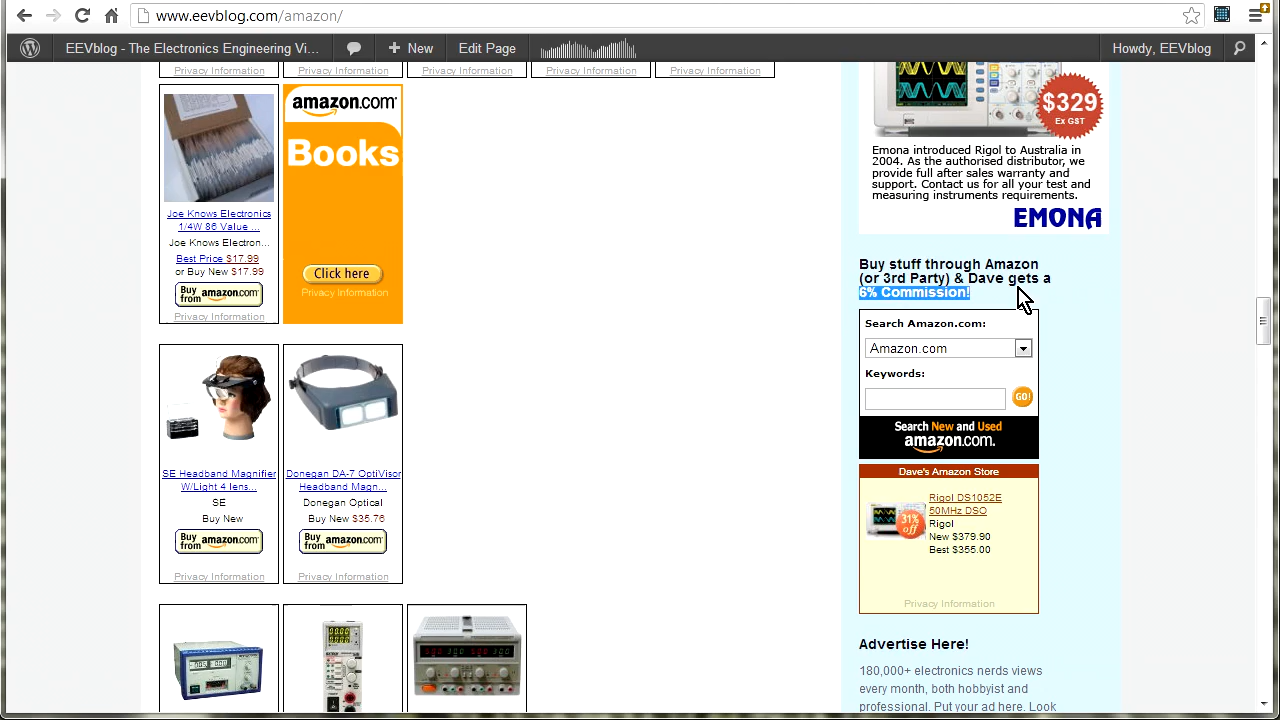 www.eevblog.com/amazon/
EEVblog - The Electronics Engineering Vi...
New
Edit Page
Howdy, EEVblog
Privacy Information
Privacy Information
Privacy Information
Privacy Information
Privacy Information
Joe Knows Electronics
1/4W 86 Value ...
Joe Knows Electron...
Best Price $17.99
or Buy New $17.99
Buy from amazon.com
Privacy Information
amazon.com
Books
Click here
Privacy Information
SE Headband Magnifier
W/Light 4 lens...
SE
Buy New
Buy from amazon.com
Privacy Information
Donegan DA-7 OptiVisor
Headband Magn...
Donegan Optical
Buy New $35.76
Buy from amazon.com
Privacy Information
$329
Ex GST
Emona introduced Rigol to Australia in
2004. As the authorised distributor, we
provide full after sales warranty and
support. Contact us for all your test and
measuring instruments requirements.
EMONA
Buy stuff through Amazon
(or 3rd Party) & Dave gets a
6% Commission!
Search Amazon.com:
Amazon.com
Keywords:
GO!
Search New and Used
amazon.com.
Dave's Amazon Store
31%
off
Rigol DS1052E
50MHz DSO
Rigol
New $379.90
Best $355.00
Privacy Information
Advertise Here!
180,000+ electronics nerds views
every month, both hobbyist and
professional. Put your ad here. Look